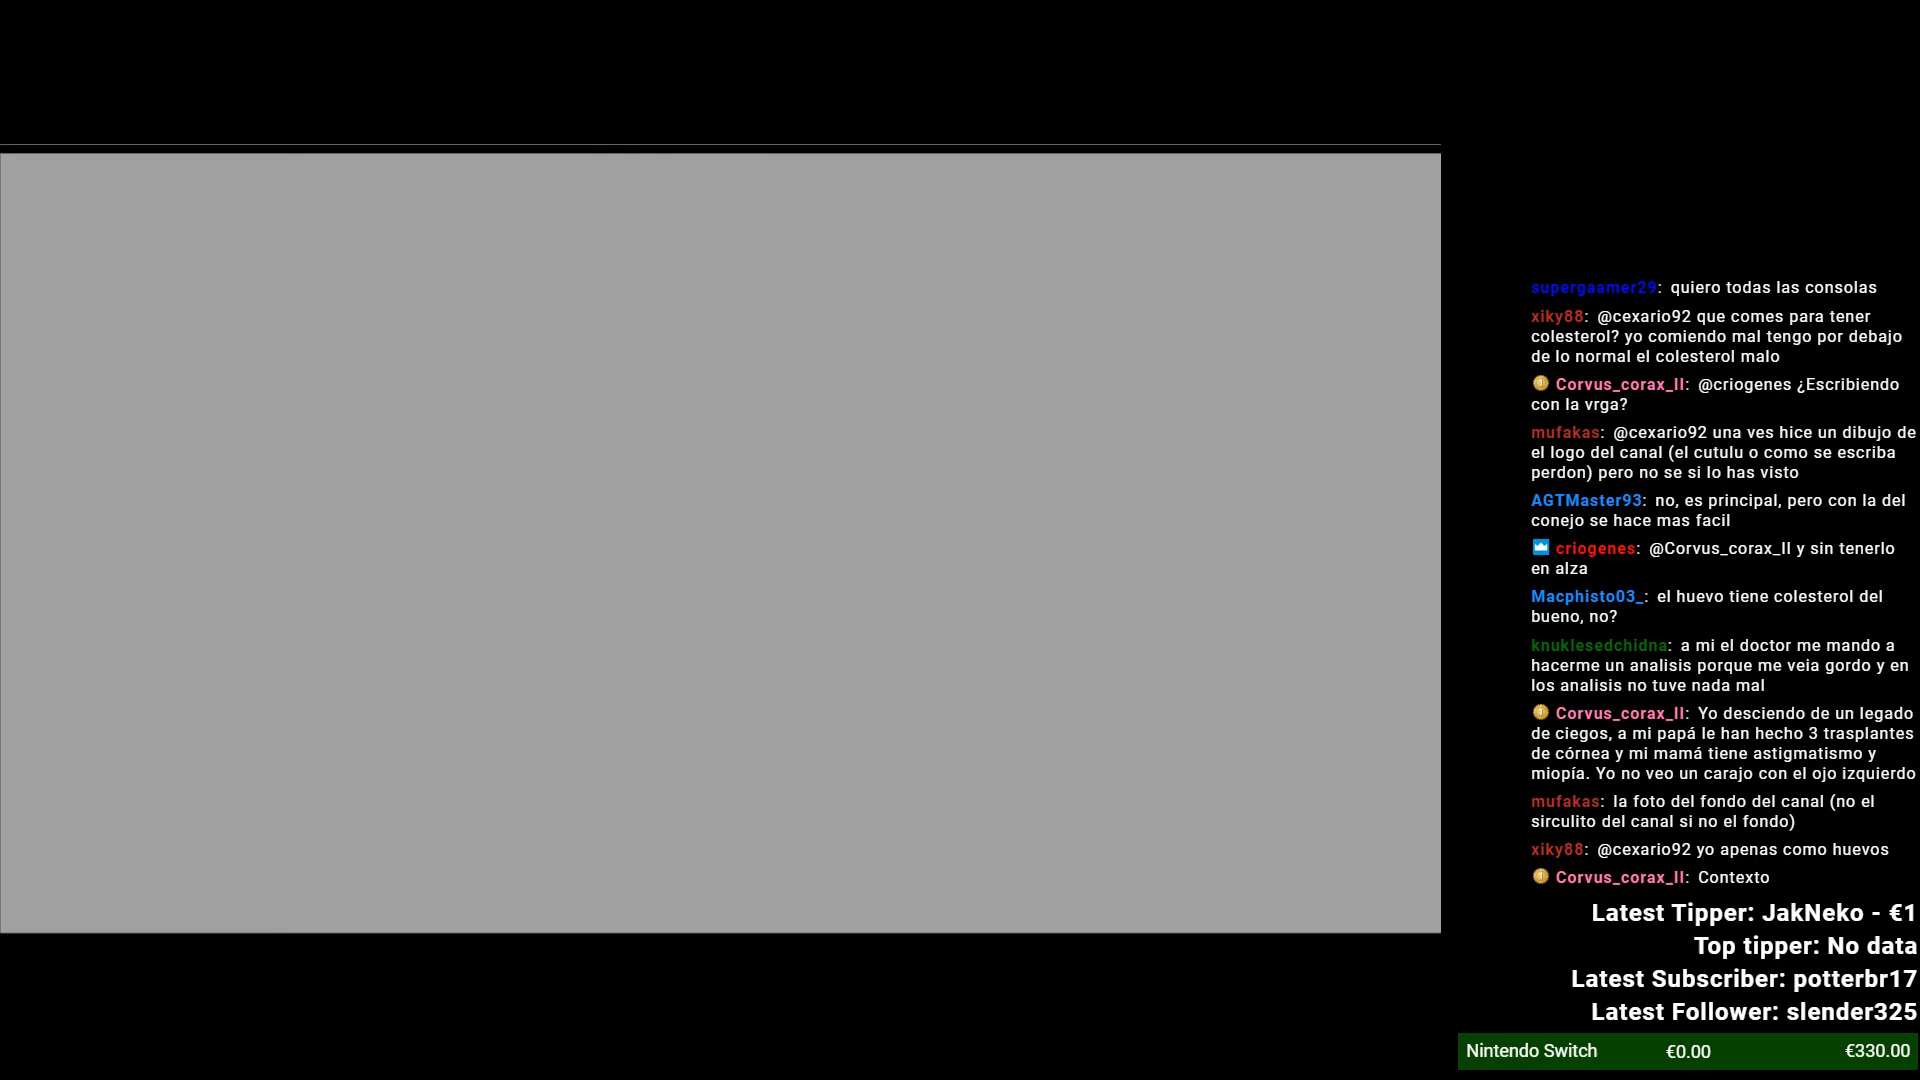 supergaamer29: quiero todas las consolas
xiky88: @cexario92 que comes para tener
colesterol? yo comiendo mal tengo por debajo
de lo normal el colesterol malo
Corvus_corax_II: @criogenes ¿Escribiendo
con la vrga?
mufakas: @cexario92 una ves hice un dibujo de
el logo del canal (el cutulu o como se escriba
perdon) pero no se si lo has visto
AGTMaster93: no, es principal, pero con la del
conejo se hace mas facil
criogenes: @Corvus_corax_II y sin tenerlo
en alza
Macphisto03_: el huevo tiene colesterol del
bueno, no?
knuklesedchidna: a mi el doctor me mando a
hacerme un analisis porque me veia gordo y en
los analisis no tuve nada mal
Corvus_corax_II: Yo desciendo de un legado
de ciegos, a mi papá le han hecho 3 trasplantes
de córnea y mi mamá tiene astigmatismo y
miopía. Yo no veo un carajo con el ojo izquierdo
mufakas: la foto del fondo del canal (no el
sirculito del canal si no el fondo)
xiky88: @cexario92 yo apenas como huevos
Corvus_corax_II: Contexto
Latest Tipper: JakNeko - €1
Top tipper: No data
Latest Subscriber: potterbr17
Latest Follower: slender325
Nintendo Switch €0.00 €330.00